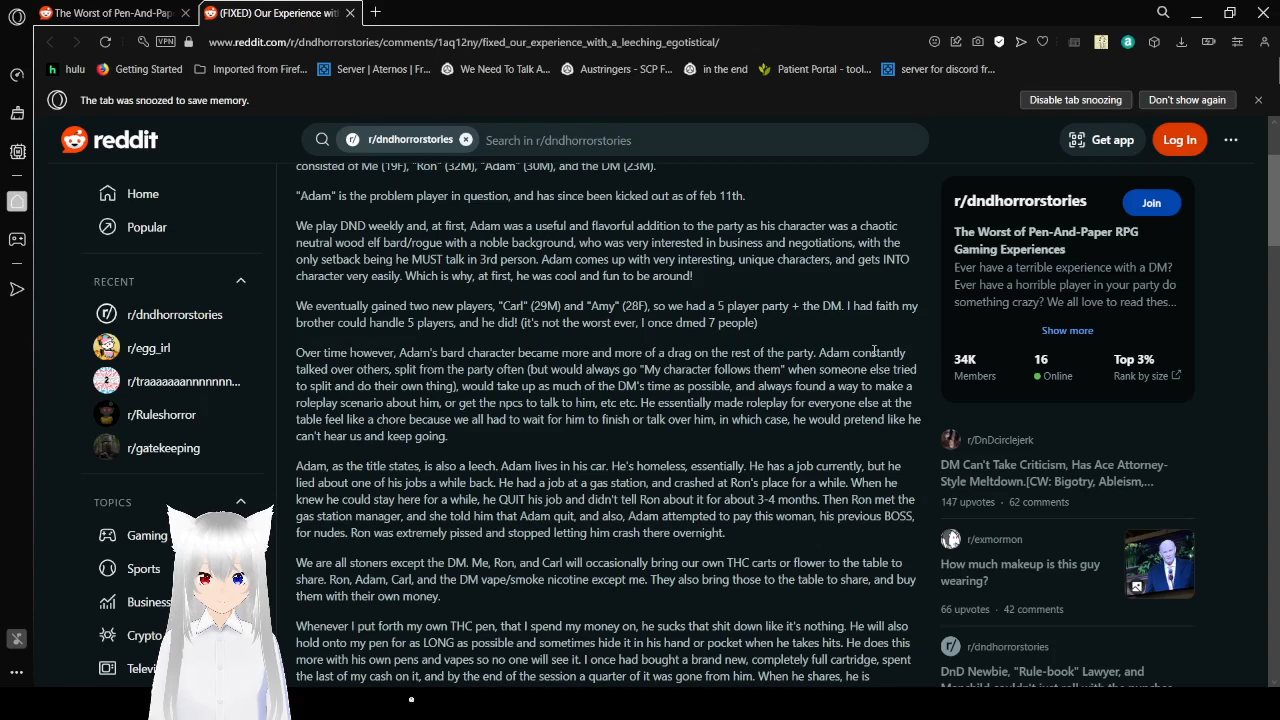 The Worst of Pen-And-Pape
(FIXED) Our Experience with
VPN
www.reddit.com/r/dndhorrorstories/comments/1aq12ny/fixed_our_experience_with_a_leeching_egotistical/
hulu
Getting Started
Imported from Firef...
Server | Aternos | Fr...
We Need To Talk A...
Austringers - SCP F...
in the end
Patient Portal - tool...
server for discord fr...
The tab was snoozed to save memory.
Disable tab snoozing
Don't show again
reddit
r/dndhorrorstories
Search in r/dndhorrorstories
Get app
Log In
Home
Popular
RECENT
r/dndhorrorstories
r/egg_irl
r/traaaaaaannnnnnn...
r/Ruleshorror
r/gatekeeping
TOPICS
Gaming
Sports
Business
Crypto
Televi
consisted of Me (19F), "Ron" (32M), "Adam" (30M), and the DM (23M).
"Adam" is the problem player in question, and has since been kicked out as of feb 11th.
We play DND weekly and, at first, Adam was a useful and flavorful addition to the party as his character was a chaotic
neutral wood elf bard/rogue with a noble background, who was very interested in business and negotiations, with the
only setback being he MUST talk in 3rd person. Adam comes up with very interesting, unique characters, and gets INTO
character very easily. Which is why, at first, he was cool and fun to be around!
We eventually gained two new players, "Carl" (29M) and "Amy" (28F), so we had a 5 player party + the DM. I had faith my
brother could handle 5 players, and he did! (it's not the worst ever, I once dmed 7 people)
Over time however, Adam's bard character became more and more of a drag on the rest of the party. Adam constantly
talked over others, split from the party often (but would always go "My character follows them" when someone else tried
to split and do their own thing), would take up as much of the DM's time as possible, and always found a way to make a
roleplay scenario about him, or get the npcs to talk to him, etc etc. He essentially made roleplay for everyone else at the
table feel like a chore because we all had to wait for him to finish or talk over him, in which case, he would pretend like he
can't hear us and keep going.
Adam, as the title states, is also a leech. Adam lives in his car. He's homeless, essentially. He has a job currently, but he
lied about one of his jobs a while back. He had a job at a gas station, and crashed at Ron's place for a while. When he
knew he could stay here for a while, he QUIT his job and didn't tell Ron about it for about 3-4 months. Then Ron met the
gas station manager, and she told him that Adam quit, and also, Adam attempted to pay this woman, his previous BOSS,
for nudes. Ron was extremely pissed and stopped letting him crash there overnight.
We are all stoners except the DM. Me, Ron, and Carl will occasionally bring our own THC carts or flower to the table to
share. Ron, Adam, Carl, and the DM vape/smoke nicotine except me. They also bring those to the table to share, and buy
them with their own money.
Whenever I put forth my own THC pen, that I spend my money on, he sucks that shit down like it's nothing. He will also
hold onto my pen for as LONG as possible and sometimes hide it in his hand or pocket when he takes hits. He does this
more with his own pens and vapes so no one will see it. I once had bought a brand new, completely full cartridge, spent
the last of my cash on it, and by the end of the session a quarter of it was gone from him. When he shares, he is
r/dndhorrorstories
Join
The Worst of Pen-And-Paper RPG
Gaming Experiences
Ever have a terrible experience with a DM?
Ever have a horrible player in your party do
something crazy? We all love to read thes...
Show more
34K
Members
16
Online
Top 3%
Rank by size
r/DnDcirclejerk
DM Can't Take Criticism, Has Ace Attorney-
Style Meltdown.[CW: Bigotry, Ableism,...
147 upvotes · 62 comments
r/exmormon
How much makeup is this guy
wearing?
66 upvotes · 42 comments
r/dndhorrorstories
DnD Newbie, "Rule-book" Lawyer, and